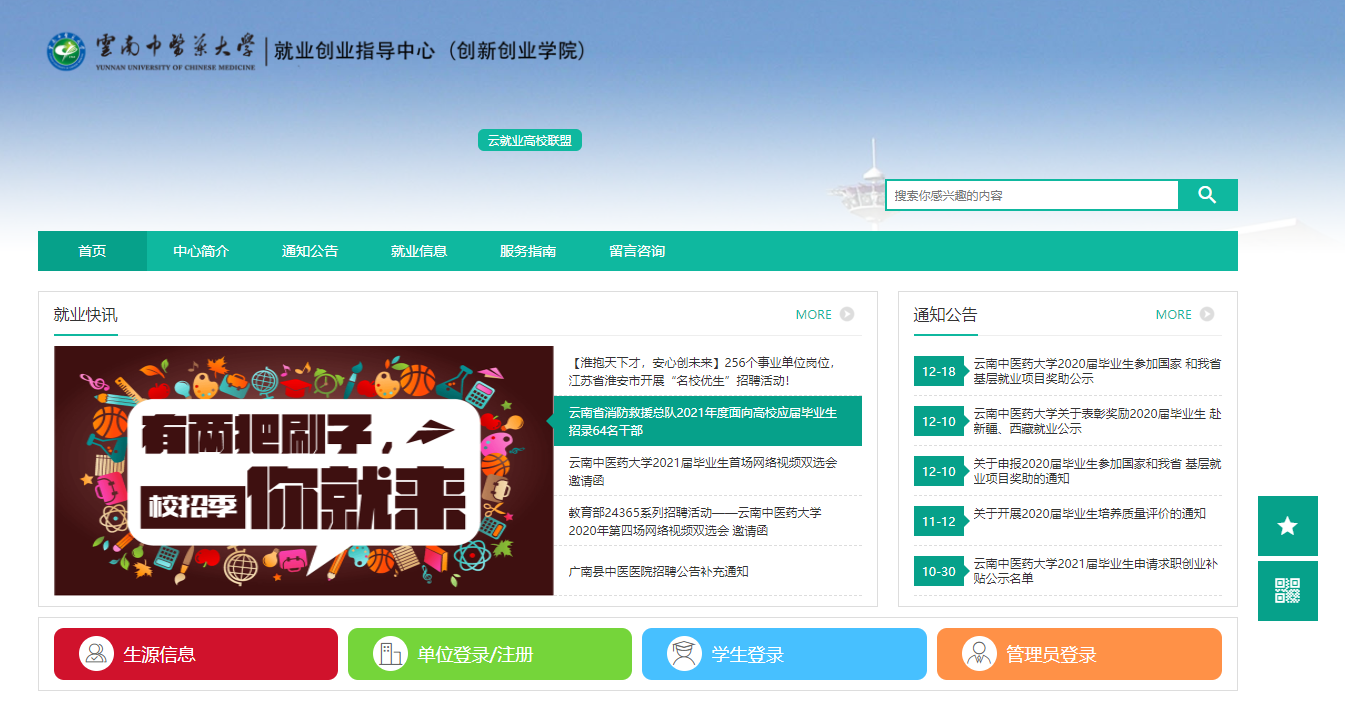 雲南中醫药大學
YUNNAN UNIVERSITY OF CHINESE MEDICINE
就业创业指导中心（创新创业学院）
云就业高校联盟
搜索你感兴趣的内容
首页
中心简介
通知公告
就业信息
服务指南
留言咨询
就业快讯
MORE
有两把刷子，
校招季
你就来
【淮抱天下才，安心创未来】256个事业单位岗位，
江苏省淮安市开展“名校优生”招聘活动！
云南省消防救援总队2021年度面向高校应届毕业生
招录64名干部
云南中医药大学2021届毕业生首场网络视频双选会
邀请函
教育部24365系列招聘活动——云南中医药大学
2020年第四场网络视频双选会 邀请函
广南县中医医院招聘公告补充通知
通知公告
MORE
12-18
云南中医药大学2020届毕业生参加国家 和我省
基层就业项目奖助公示
12-10
云南中医药大学关于表彰奖励2020届毕业生 赴
新疆、西藏就业公示
12-10
关于申报2020届毕业生参加国家和我省 基层就
业项目奖助的通知
11-12
关于开展2020届毕业生培养质量评价的通知
10-30
云南中医药大学2021届毕业生申请求职创业补
贴公示名单
生源信息
单位登录/注册
学生登录
管理员登录